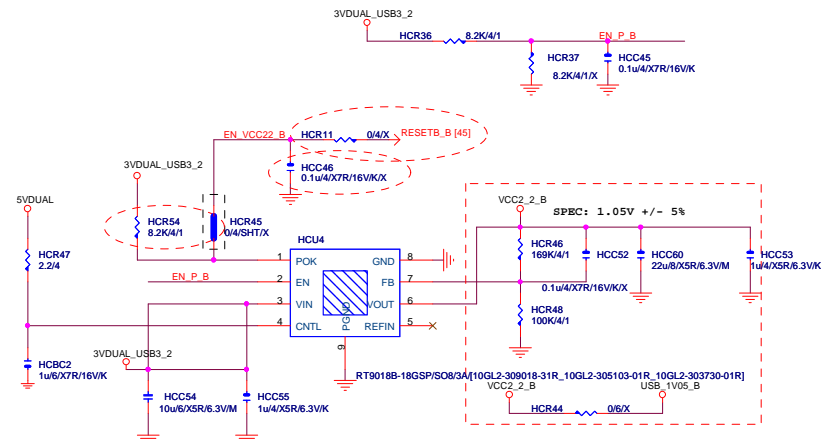 3VDUAL_USB3_2
HCR36 8.2K/4/1 EN_P_B
HCR37
8.2K/4/1/X
HCC45
0.1u/4/X7R/16V/K
EN_VCC22_B HCR11 0/4/X RESETB_B [45]
HCC46
0.1u/4/X7R/16V/K/X
3VDUAL_USB3_2
5VDUAL
HCR54
8.2K/4/1
HCR45
0/4/SHT/X
HCR47
2.2/4
HCU4
1 POK GND 8
EN_P_B 2 EN FB 7
3 VIN VOUT 6
4 CNTL REFIN 5
PGND
9
VCC2_2_B
SPEC: 1.05V +/- 5%
HCR46
169K/4/1
HCC52
0.1u/4/X7R/16V/K/X
HCC60
22u/8/X5R/6.3V/M
HCC53
1u/4/X5R/6.3V/K
HCR48
100K/4/1
HCBC2
1u/6/X7R/16V/K
3VDUAL_USB3_2
HCC54
10u/6/X5R/6.3V/M
HCC55
1u/4/X5R/6.3V/K
RT9018B-18GSP/SO8/3A/[10GL2-309018-31R_10GL2-305103-01R_10GL2-303730-01R]
VCC2_2_B USB_1V05_B
HCR44 0/6/X